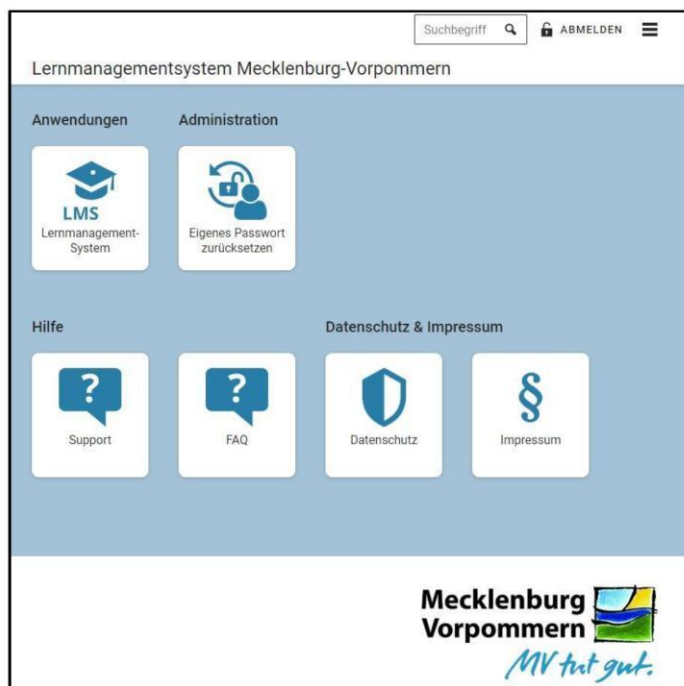 Suchbegriff
ABMELDEN
Lernmanagementsystem Mecklenburg-Vorpommern
Anwendungen
Administration
LMS
Lernmanagement-
System
Eigenes Passwort
zurücksetzen
Hilfe
Datenschutz & Impressum
?
Support
?
FAQ
Datenschutz
§
Impressum
Mecklenburg
Vorpommern
MV tut gut.